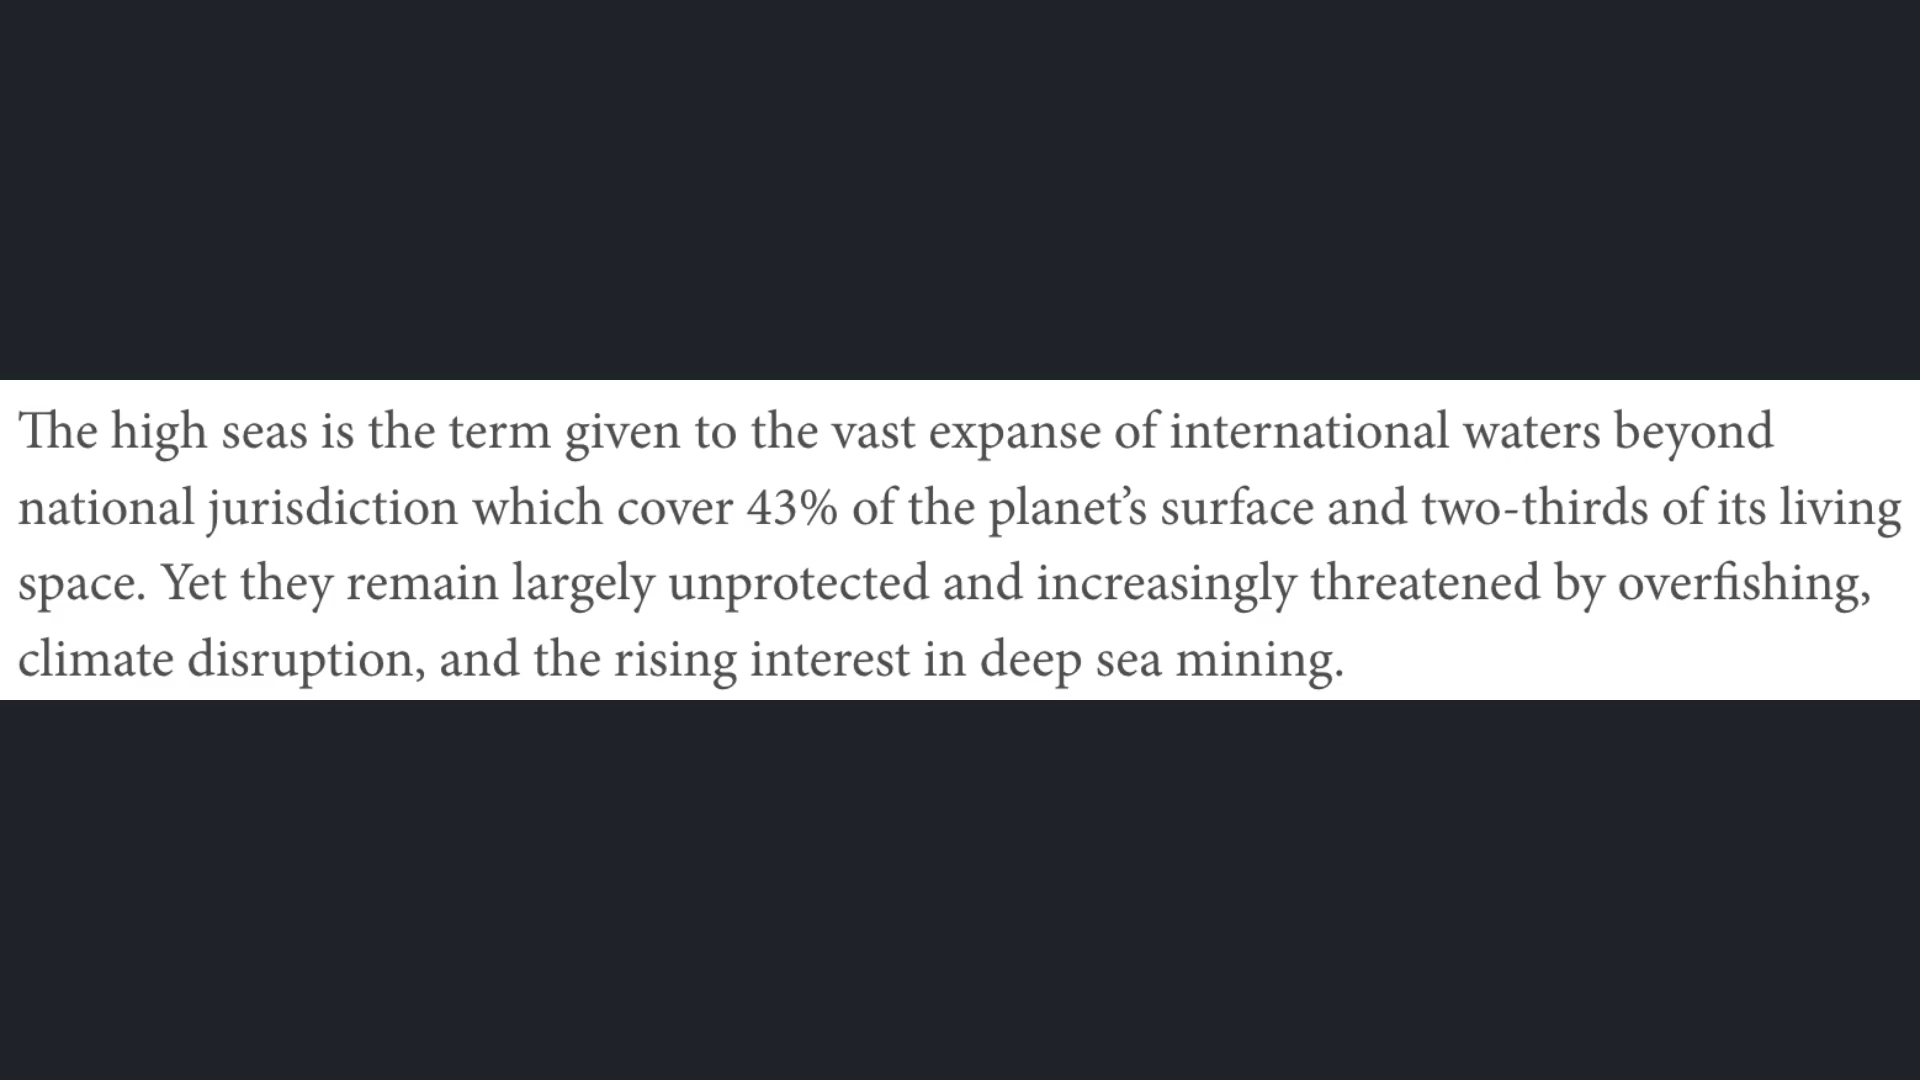 The high seas is the term given to the vast expanse of international waters beyond
national jurisdiction which cover 43% of the planet’s surface and two-thirds of its living
space. Yet they remain largely unprotected and increasingly threatened by overfishing,
climate disruption, and the rising interest in deep sea mining.